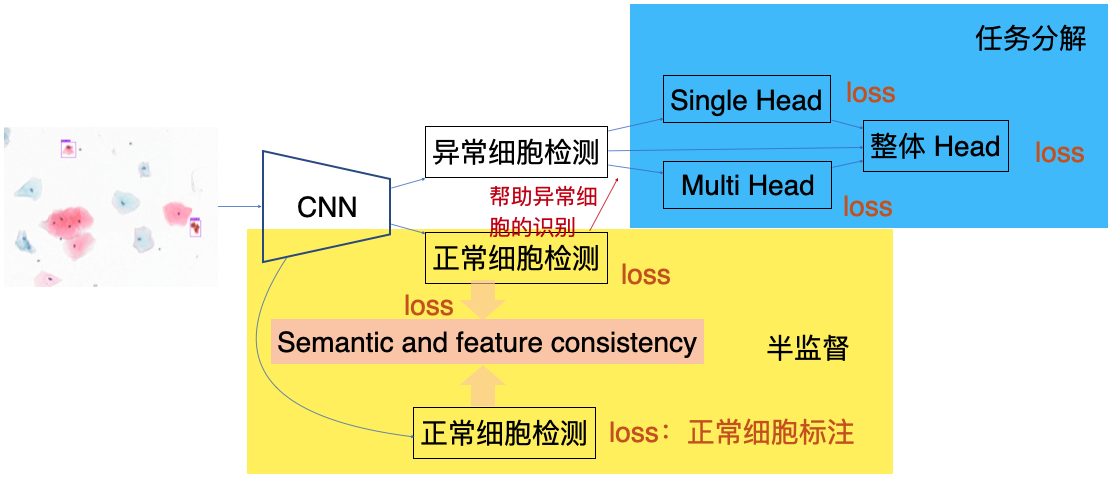 任务分解
Single Head
loss
异常细胞检测
整体 Head
loss
Multi Head
loss
CNN
帮助异常细
胞的识别
正常细胞检测
loss
loss
Semantic and feature consistency
半监督
正常细胞检测
loss：正常细胞标注